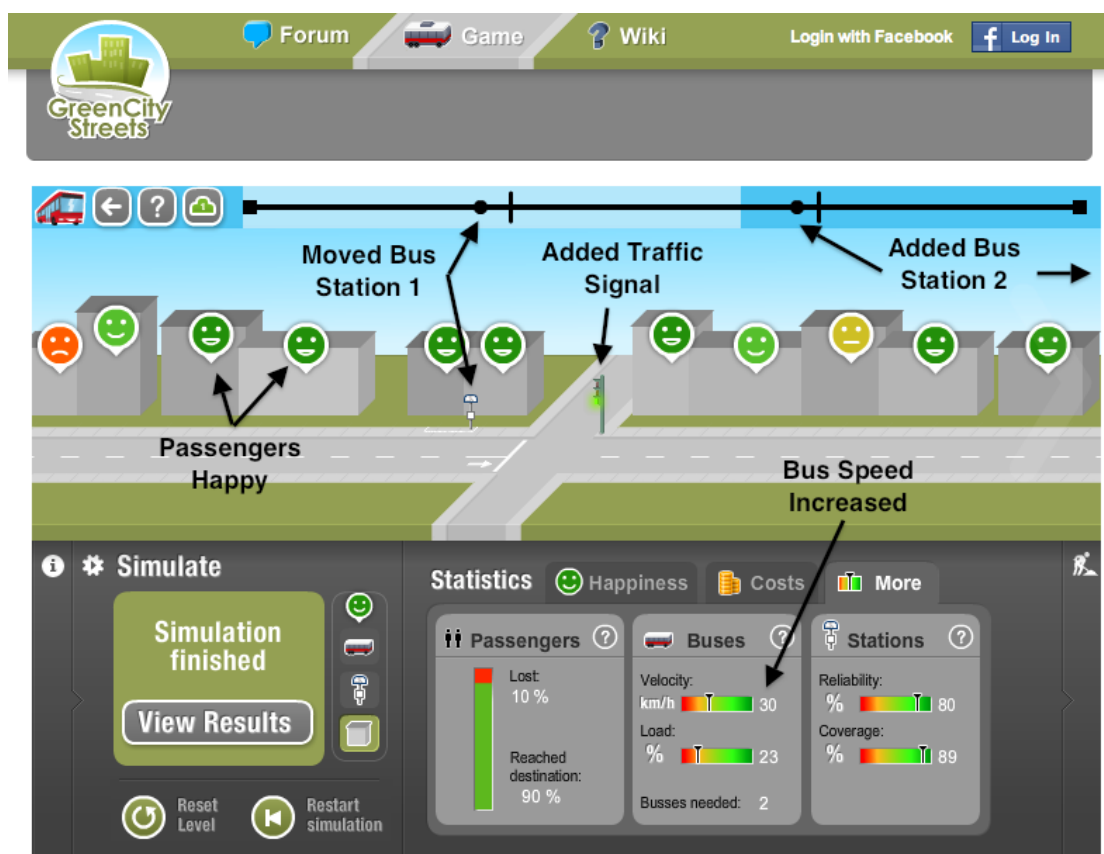 Forum
Game
Wiki
Login with Facebook
f Log In
GreenCity
Streets
?
Moved Bus
Station 1
Added Traffic
Signal
Added Bus
Station 2
Passengers
Happy
Bus Speed
Increased
Simulate
Simulation
finished
View Results
Reset
Level
Restart
simulation
Statistics
Happiness
Costs
More
Passengers ?
Lost:
10 %
Reached
destination:
90 %
Buses ?
Velocity:
km/h 30
Load:
% 23
Busses needed: 2
Stations ?
Reliability:
% 80
Coverage:
% 89